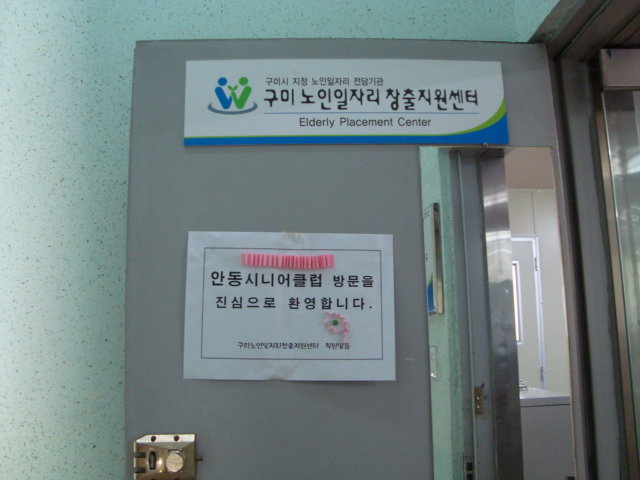 구미시 지정 노인일자리 전담기관
구미 노인일자리 창출지원센터
Elderly Placement Center
안동시니어클럽 방문을
진심으로 환영합니다.
구미노인일자리창출지원센터 직원일동